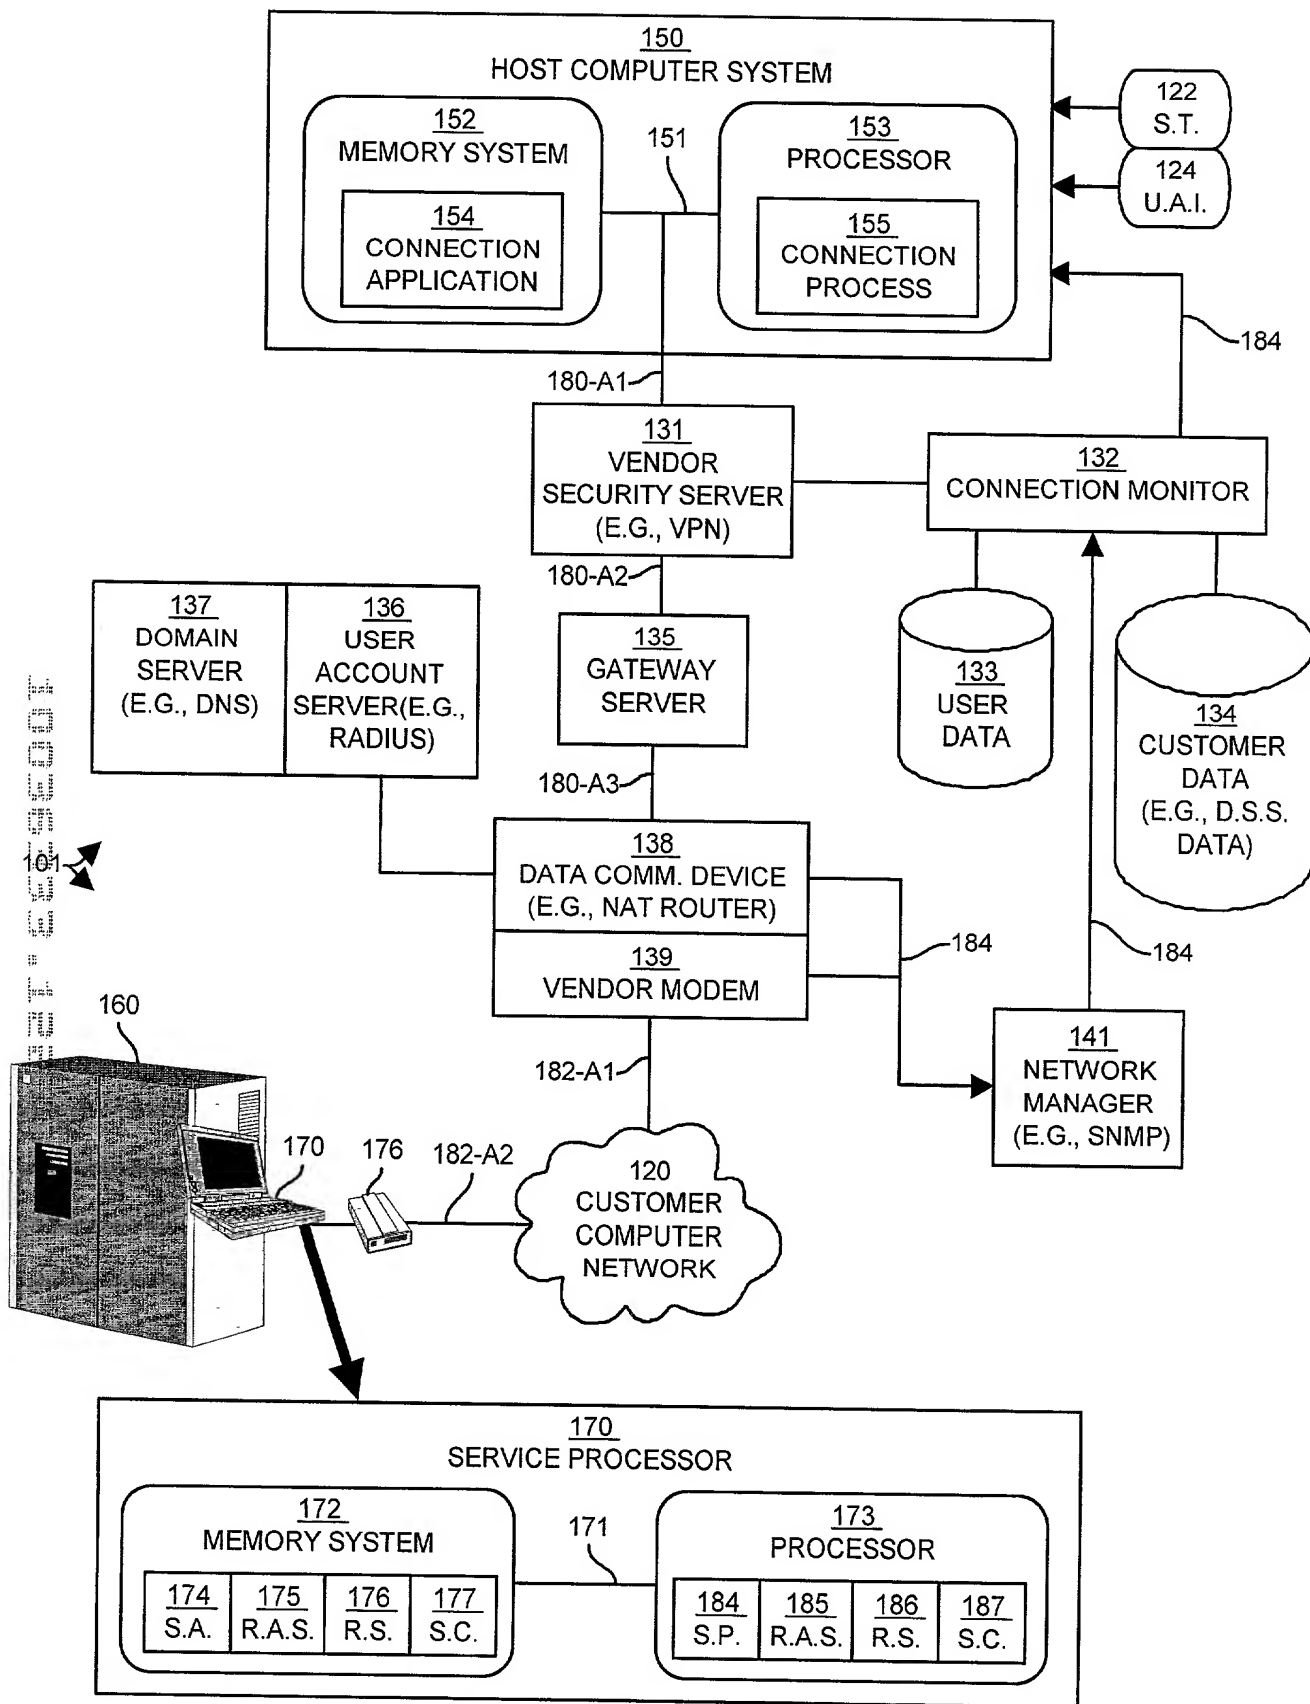 150
HOST COMPUTER SYSTEM
152
MEMORY SYSTEM
154
CONNECTION
APPLICATION
151
153
PROCESSOR
155
CONNECTION
PROCESS
122
S.T.
124
U.A.I.
184
180-A1
131
VENDOR
SECURITY SERVER
(E.G., VPN)
132
CONNECTION MONITOR
180-A2
137
DOMAIN
SERVER
(E.G., DNS)
136
USER
ACCOUNT
SERVER(E.G.,
RADIUS)
135
GATEWAY
SERVER
133
USER
DATA
134
CUSTOMER
DATA
(E.G., D.S.S.
DATA)
180-A3
101
138
DATA COMM. DEVICE
(E.G., NAT ROUTER)
139
VENDOR MODEM
184
184
160
182-A1
141
NETWORK
MANAGER
(E.G., SNMP)
170
176
182-A2
120
CUSTOMER
COMPUTER
NETWORK
170
SERVICE PROCESSOR
172
MEMORY SYSTEM
174
S.A.
175
R.A.S.
176
R.S.
177
S.C.
171
173
PROCESSOR
184
S.P.
185
R.A.S.
186
R.S.
187
S.C.